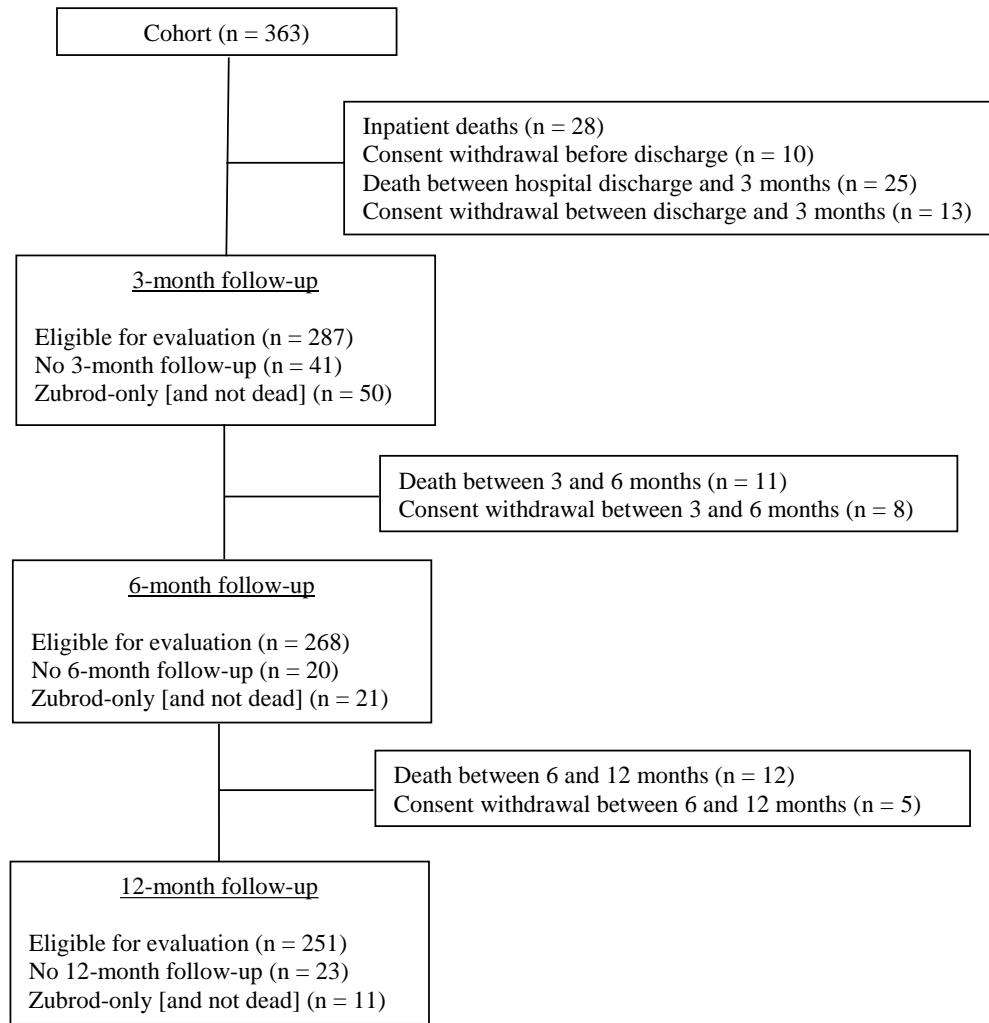 Cohort (n = 363)
Inpatient deaths (n = 28)
Consent withdrawal before discharge (n = 10)
Death between hospital discharge and 3 months (n = 25)
Consent withdrawal between discharge and 3 months (n = 13)
3-month follow-up
Eligible for evaluation (n = 287)
No 3-month follow-up (n = 41)
Zubrod-only [and not dead] (n = 50)
Death between 3 and 6 months (n = 11)
Consent withdrawal between 3 and 6 months (n = 8)
6-month follow-up
Eligible for evaluation (n = 268)
No 6-month follow-up (n = 20)
Zubrod-only [and not dead] (n = 21)
Death between 6 and 12 months (n = 12)
Consent withdrawal between 6 and 12 months (n = 5)
12-month follow-up
Eligible for evaluation (n = 251)
No 12-month follow-up (n = 23)
Zubrod-only [and not dead] (n = 11)